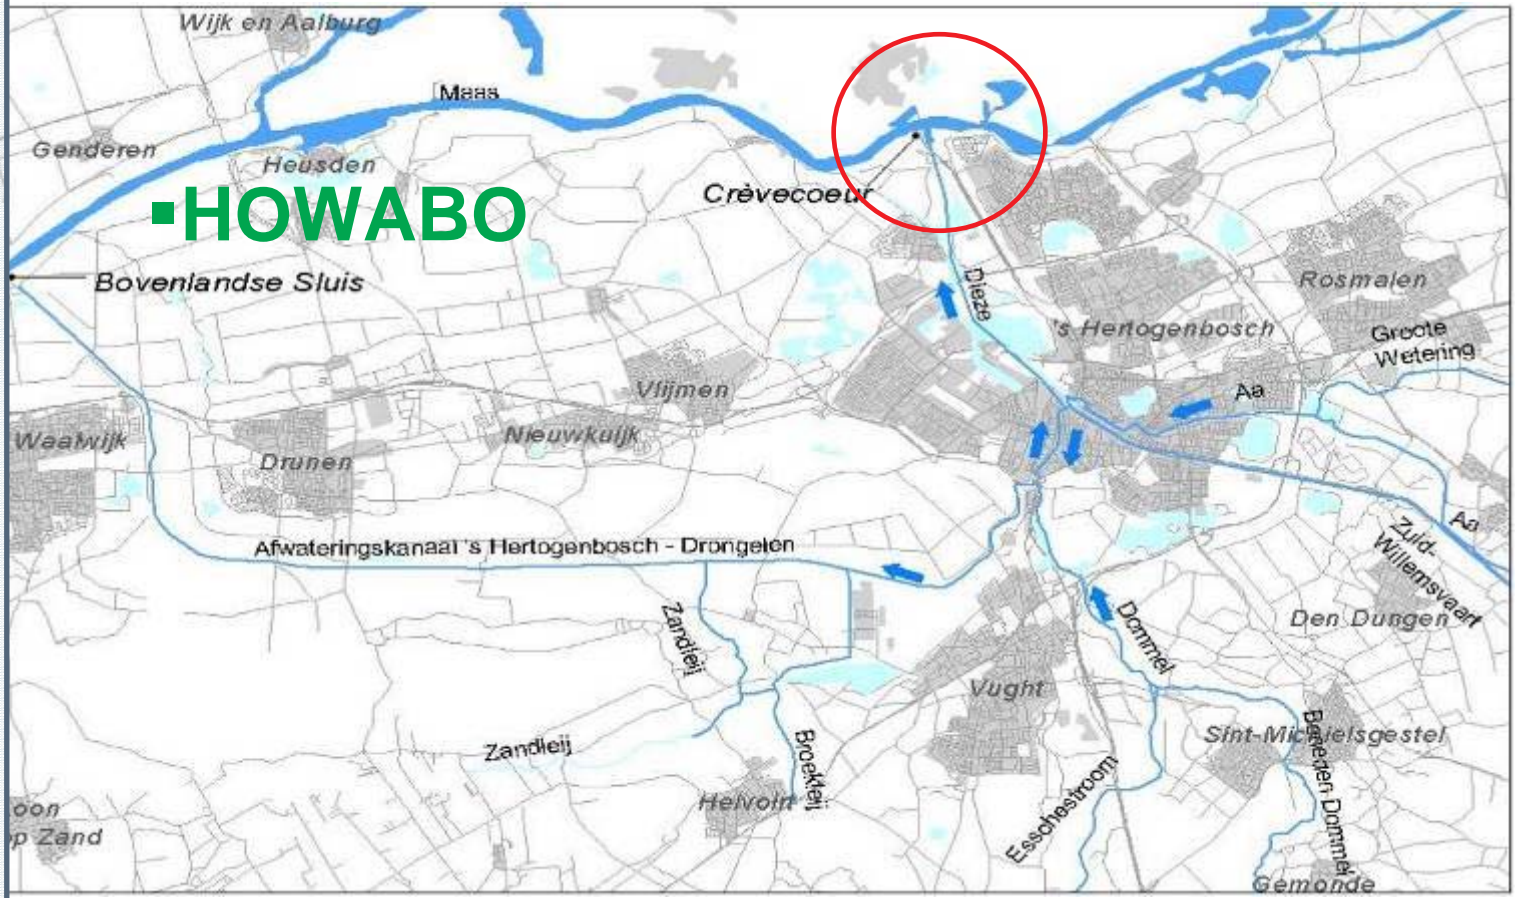 Wijk en Aalburg
Maas
Genderen
Heusden
Crèvecoeur
▪HOWABO
Bovenlandse Sluis
Dieze
Rosmalen
's Hertogenbosch
Groote
Wetering
Vlijmen
Aa
Waalwijk
Nieuwkuijk
Drunen
Aa
Zuid-
Willemsvaart
Afwateringskanaal 's Hertogenbosch - Drongelen
Den Dungen
Zandleij
Dommel
Vught
Sint-Michielsgestel
Beneden Dommel
Zandleij
Broekleij
Esschestroom
Helvoirt
oon
op Zand
Gemonde